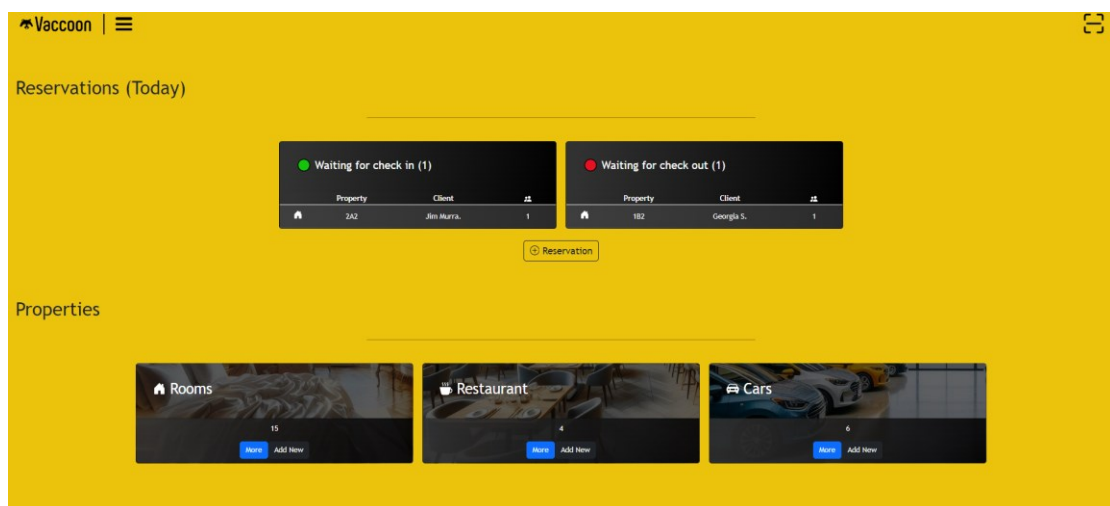 Vaccoon
Reservations (Today)
Waiting for check in (1)
Property Client
2A2 Jim Murra. 1
Waiting for check out (1)
Property Client
1B2 Georgia S. 1
Reservation
Properties
Rooms
15
More Add New
Restaurant
4
More Add New
Cars
6
More Add New